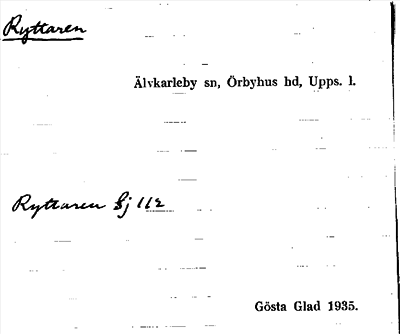 Ryttaren
Älvkarleby sn, Örbyhus hd, Upps. l.
Ryttaren Sj 112
Gösta Glad 1935.